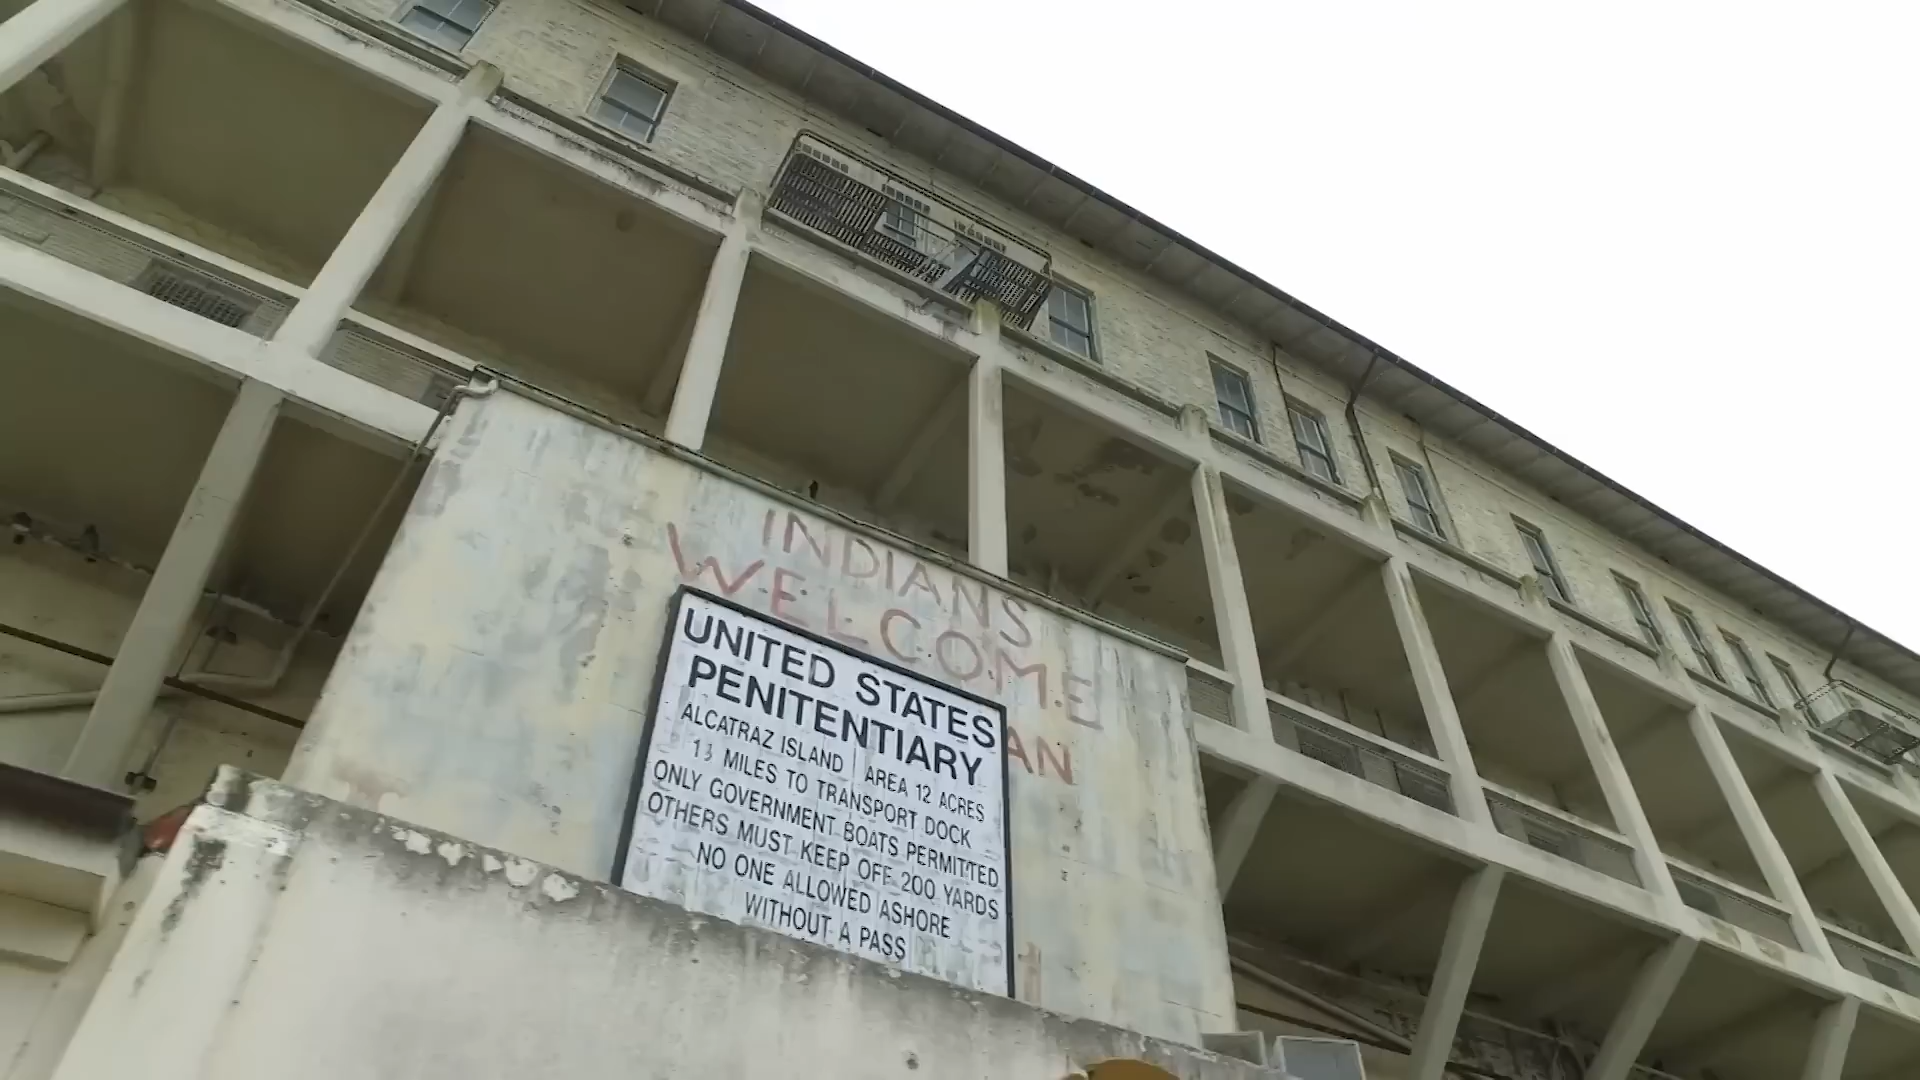 INDIANS
WELCOME
UNITED STATES
PENITENTIARY
ALCATRAZ ISLAND AREA 12 ACRES
1½ MILES TO TRANSPORT DOCK
ONLY GOVERNMENT BOATS PERMITTED
OTHERS MUST KEEP OFF 200 YARDS
NO ONE ALLOWED ASHORE
WITHOUT A PASS
AN